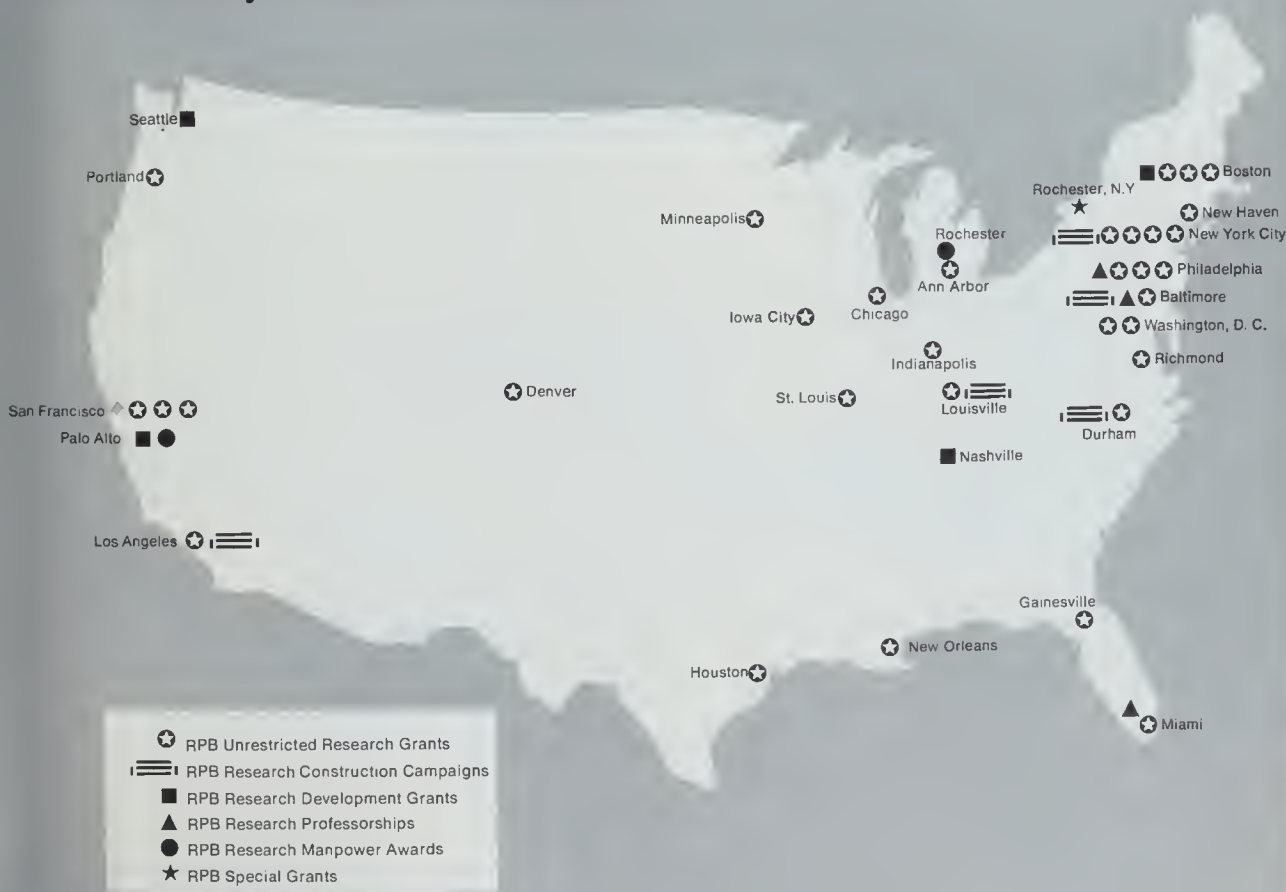 Seattle
Portland
Minneapolis
Rochester
Ann Arbor
Chicago
Iowa City
Indianapolis
Denver
St. Louis
Louisville
Nashville
San Francisco
Palo Alto
Los Angeles
Houston
New Orleans
Gainesville
Miami
Rochester, N.Y
Boston
New Haven
New York City
Philadelphia
Baltimore
Washington, D. C.
Richmond
Durham
RPB Unrestricted Research Grants
RPB Research Construction Campaigns
RPB Research Development Grants
RPB Research Professorships
RPB Research Manpower Awards
RPB Special Grants